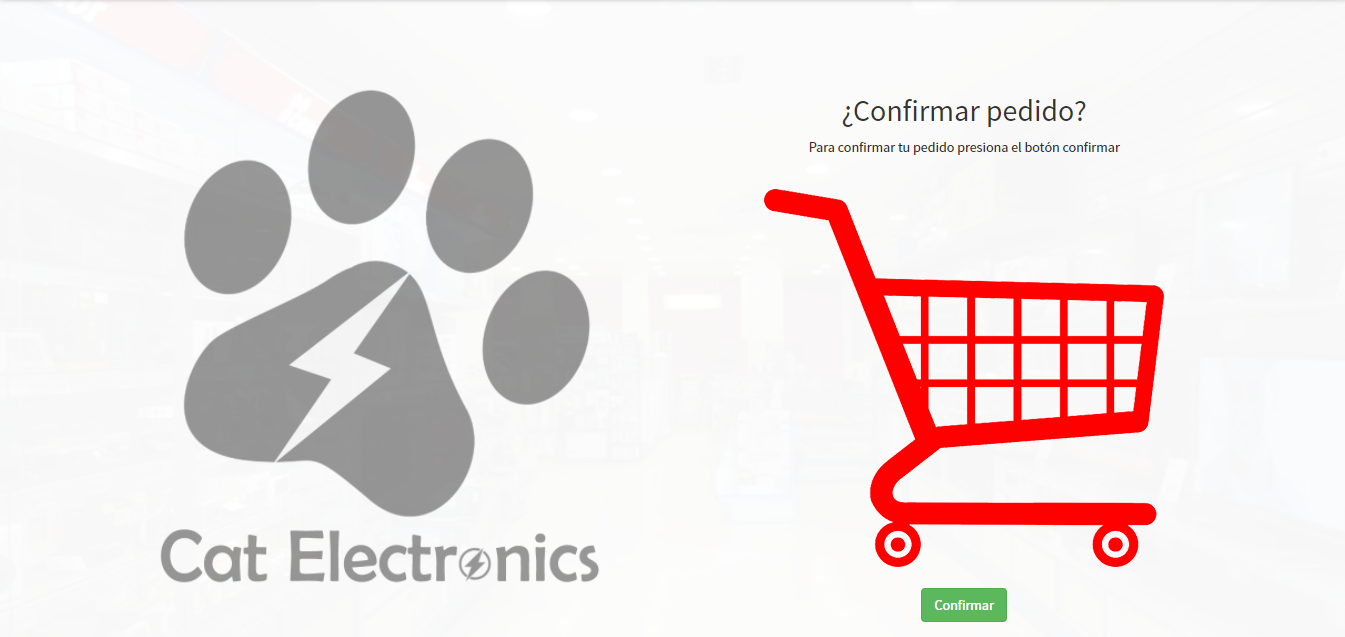 ¿Confirmar pedido?
Para confirmar tu pedido presiona el botón confirmar
Cat Electronics
Confirmar